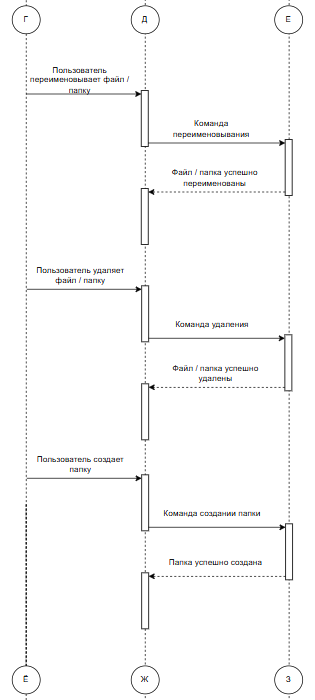 Г
Д
Е
Пользователь
переименовывает файл /
папку
Команда
переименовывания
Файл / папка успешно
переименованы
Пользователь удаляет
файл / папку
Команда удаления
Файл / папка успешно
удалены
Пользователь создает
папку
Команда создании папки
Папка успешно создана
Ё
Ж
З